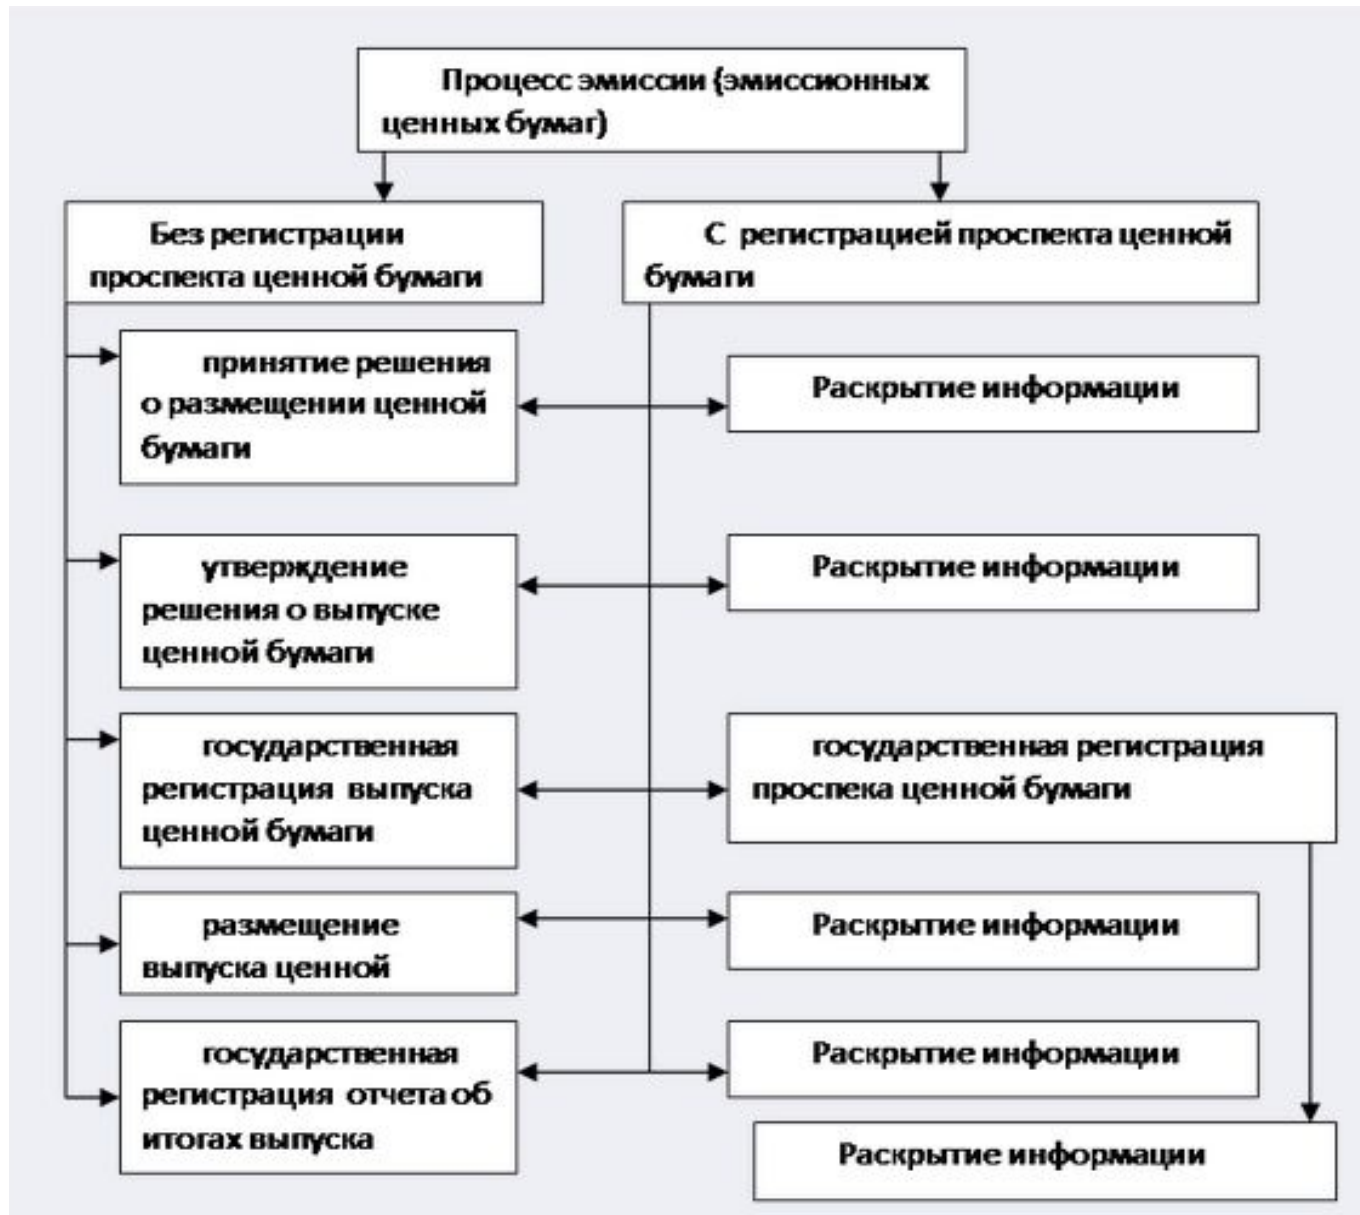 Процесс эмиссии (эмиссионных
ценных бумаг)
Без регистрации
проспекта ценной бумаги
С регистрацией проспекта ценной
бумаги
принятие решения
о размещении ценной
бумаги
Раскрытие информации
утверждение
решения о выпуске
ценной бумаги
Раскрытие информации
государственная
регистрация выпуска
ценной бумаги
государственная регистрация
проспека ценной бумаги
размещение
выпуска ценной
Раскрытие информации
государственная
регистрация отчета об
итогах выпуска
Раскрытие информации
Раскрытие информации